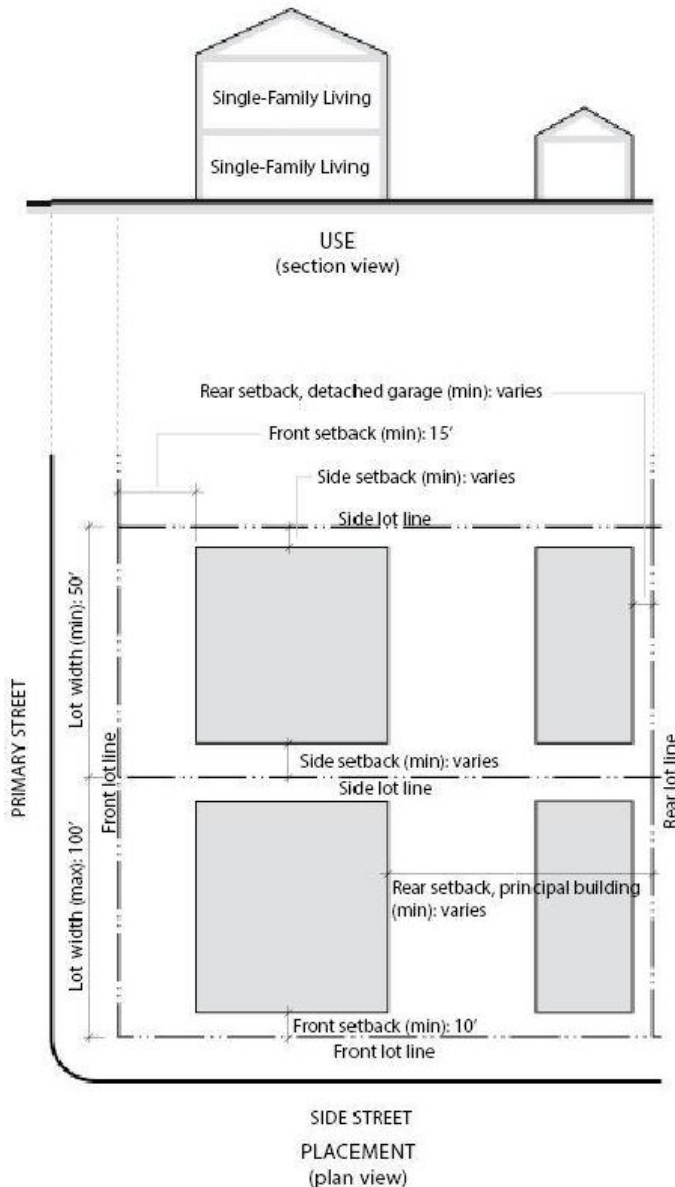 Single-Family Living
Single-Family Living
USE
(section view)
Rear setback, detached garage (min): varies
Front setback (min): 15′
Side setback (min): varies
Side lot line
Lot width (min): 50′
PRIMARY STREET
Front lot line
Side setback (min): varies
Side lot line
Rear lot line
Lot width (max): 100′
Rear setback, principal building
(min): varies
Front setback (min): 10′
Front lot line
SIDE STREET
PLACEMENT
(plan view)